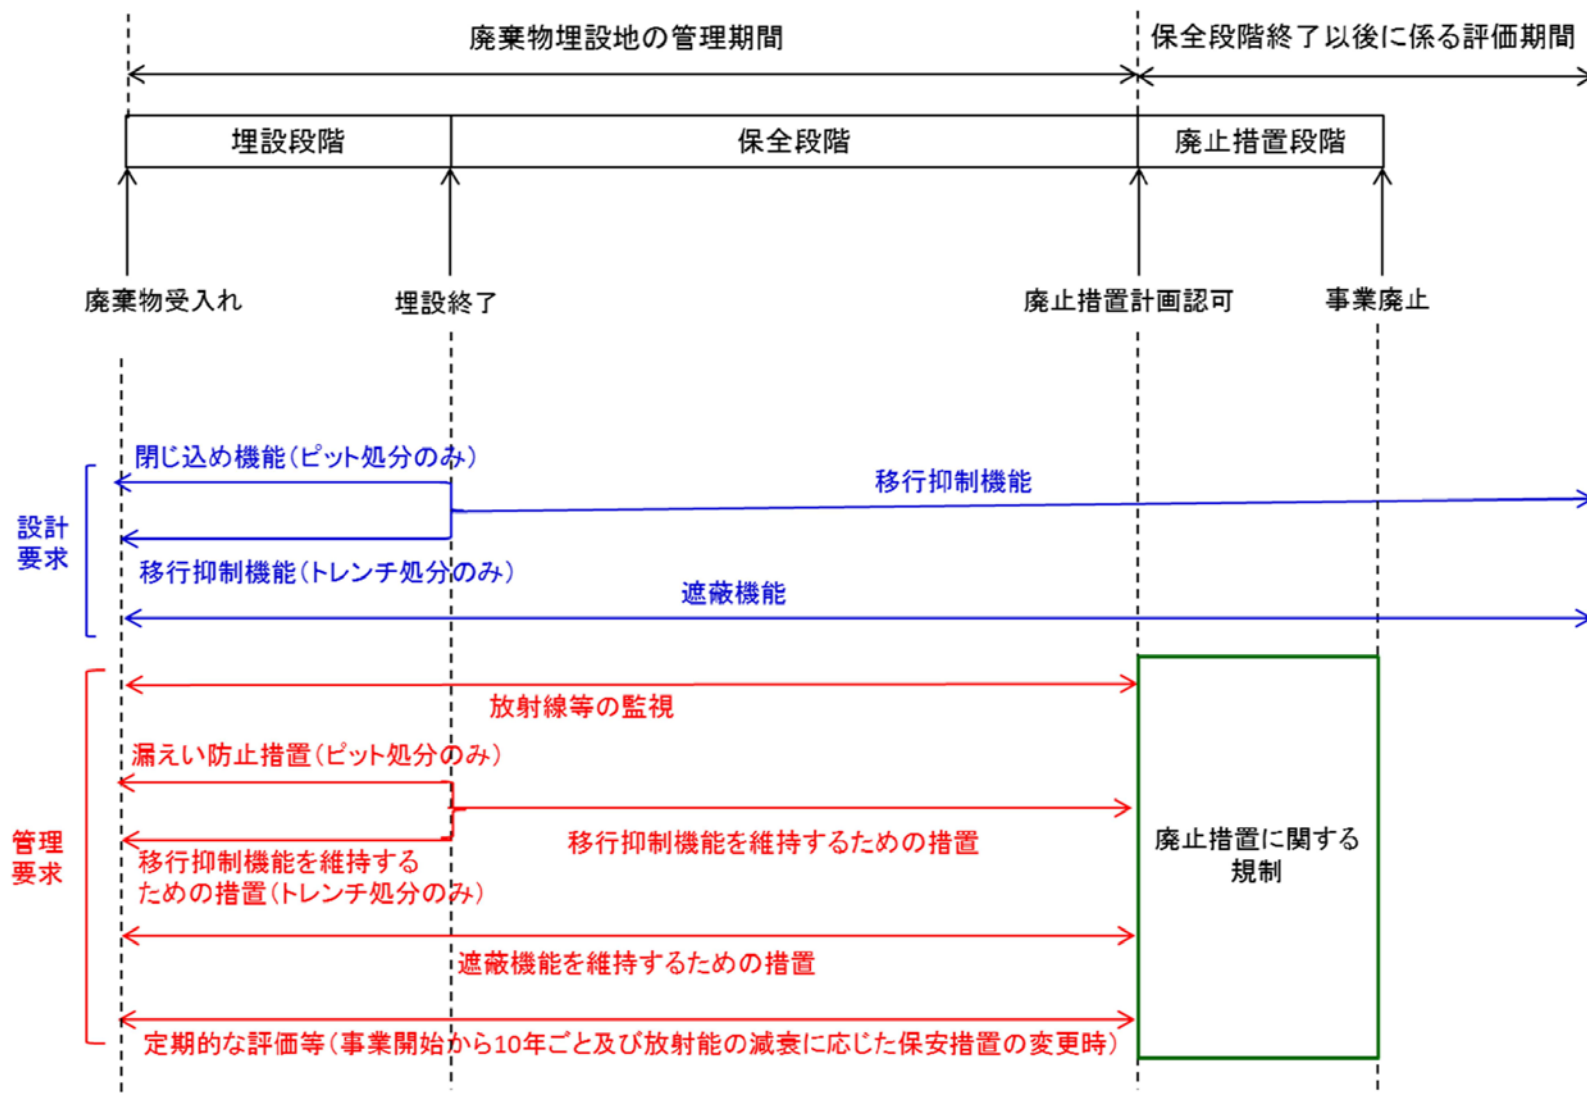 廃棄物埋設地の管理期間
保全段階終了以後に係る評価期間
埋設段階
保全段階
廃止措置段階
廃棄物受入れ
埋設終了
廃止措置計画認可
事業廃止
設計
要求
閉じ込め機能（ピット処分のみ）
移行抑制機能
移行抑制機能（トレンチ処分のみ）
遮蔽機能
管理
要求
放射線等の監視
漏えい防止措置（ピット処分のみ）
移行抑制機能を維持するための措置
移行抑制機能を維持する
ための措置（トレンチ処分のみ）
遮蔽機能を維持するための措置
定期的な評価等（事業開始から10年ごと及び放射能の減衰に応じた保安措置の変更時）
廃止措置に関する
規制